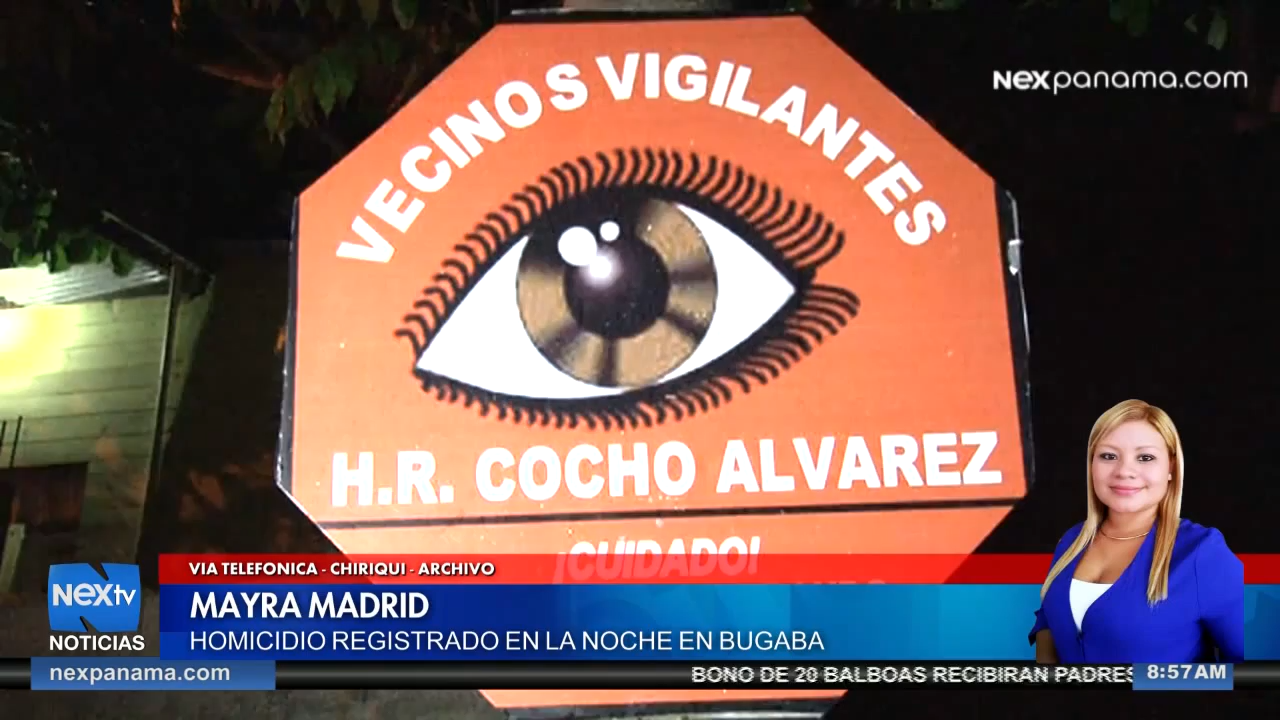 NEXpanama.com
VECINOS VIGILANTES
H.R. COCHO ALVAREZ
¡CUIDADO!
VIA TELEFONICA - CHIRIQUI - ARCHIVO
MAYRA MADRID
HOMICIDIO REGISTRADO EN LA NOCHE EN BUGABA
NEXtv
NOTICIAS
nexpanama.com
BONO DE 20 BALBOAS RECIBIRAN PADRES
8:57AM